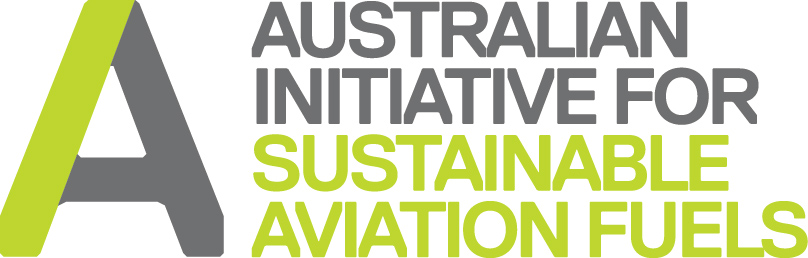 A
AUSTRALIAN
INITIATIVE FOR
SUSTAINABLE
AVIATION FUELS